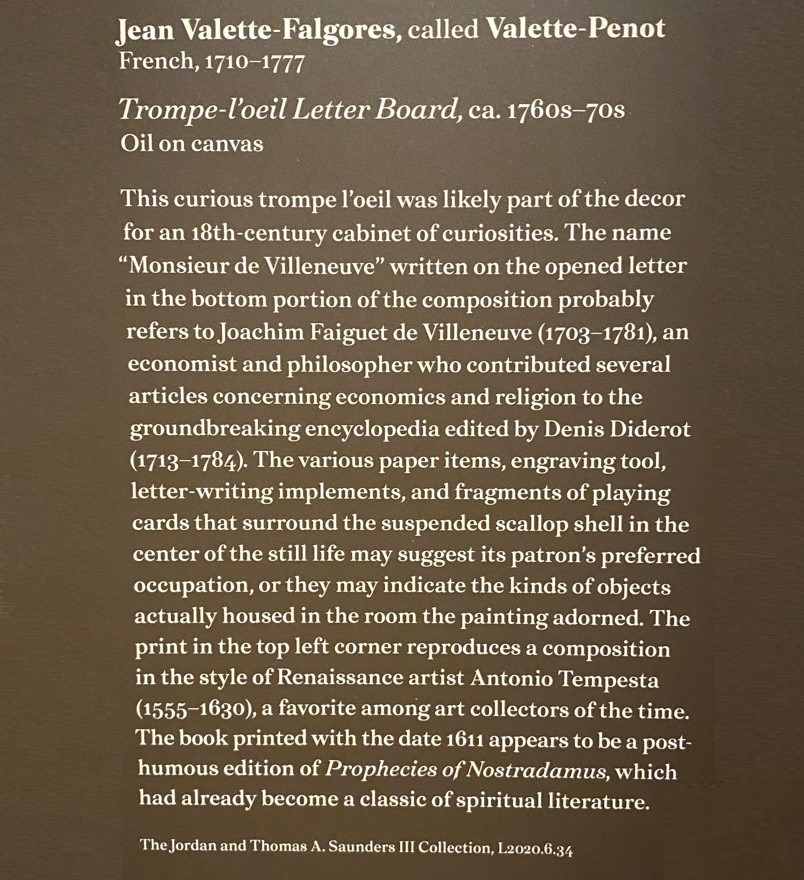 Jean Valette-Falgores, called Valette-Penot
French, 1710–1777
Trompe-l'oeil Letter Board, ca. 1760s–70s
Oil on canvas
This curious trompe l'oeil was likely part of the decor
for an 18th-century cabinet of curiosities. The name
“Monsieur de Villeneuve” written on the opened letter
in the bottom portion of the composition probably
refers to Joachim Faiguet de Villeneuve (1703–1781), an
economist and philosopher who contributed several
articles concerning economics and religion to the
groundbreaking encyclopedia edited by Denis Diderot
(1713–1784). The various paper items, engraving tool,
letter-writing implements, and fragments of playing
cards that surround the suspended scallop shell in the
center of the still life may suggest its patron's preferred
occupation, or they may indicate the kinds of objects
actually housed in the room the painting adorned. The
print in the top left corner reproduces a composition
in the style of Renaissance artist Antonio Tempesta
(1555–1630), a favorite among art collectors of the time.
The book printed with the date 1611 appears to be a post-
humous edition of Prophecies of Nostradamus, which
had already become a classic of spiritual literature.
The Jordan and Thomas A. Saunders III Collection, L2020.6.34